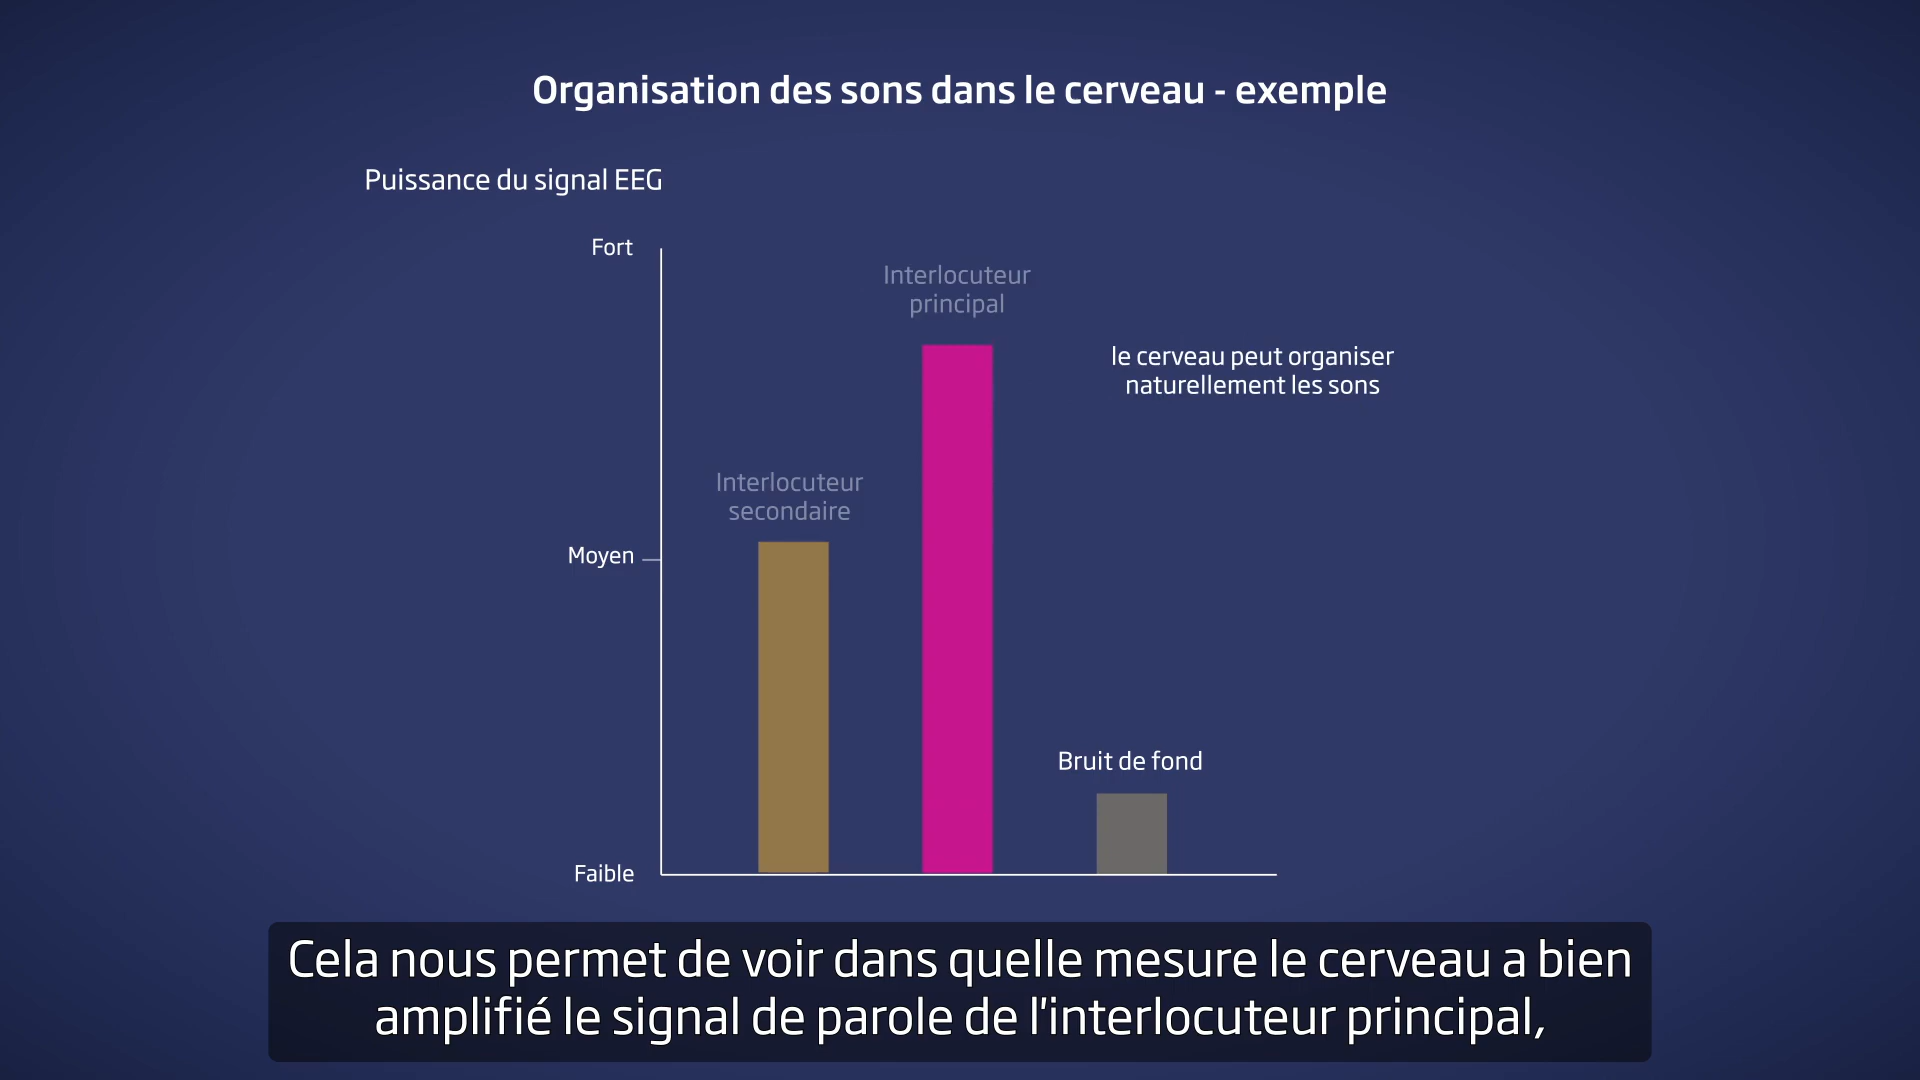 Organisation des sons dans le cerveau - exemple
Puissance du signal EEG
Fort
Interlocuteur
principal
le cerveau peut organiser
naturellement les sons
Interlocuteur
secondaire
Moyen
Bruit de fond
Faible
Cela nous permet de voir dans quelle mesure le cerveau a bien
amplifié le signal de parole de l'interlocuteur principal,